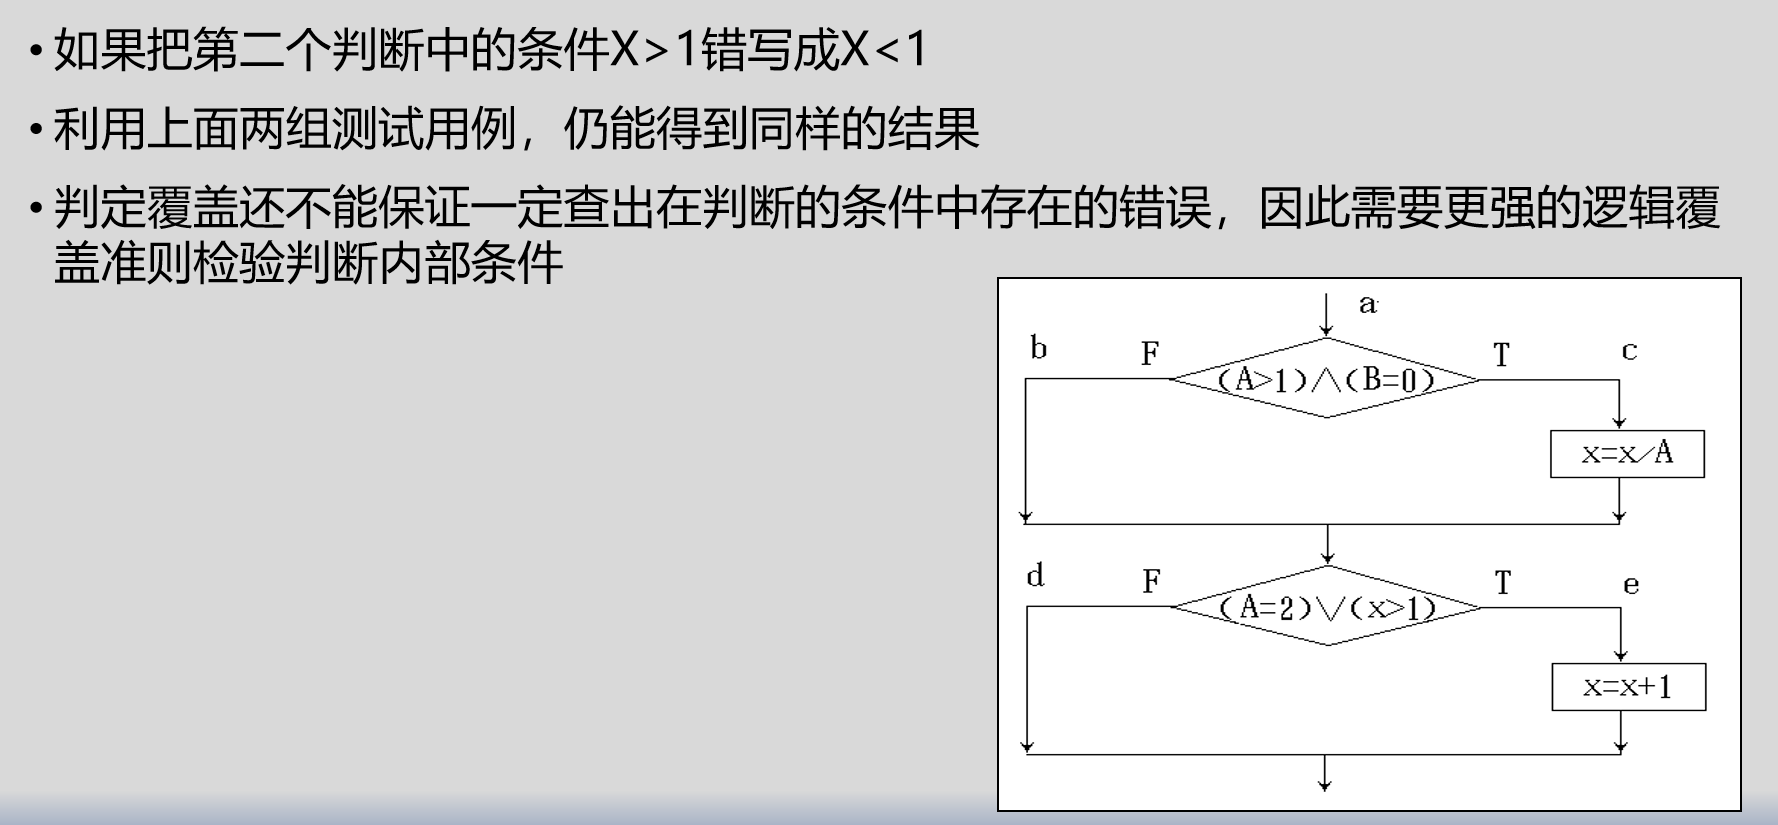 • 如果把第二个判断中的条件X>1错写成X<1
• 利用上面两组测试用例，仍能得到同样的结果
• 判定覆盖还不能保证一定查出在判断的条件中存在的错误，因此需要更强的逻辑覆
盖准则检验判断内部条件
a
b F T c
(A>1)∧(B=0)
x=x/A
d F T e
(A=2)∨(x>1)
x=x+1